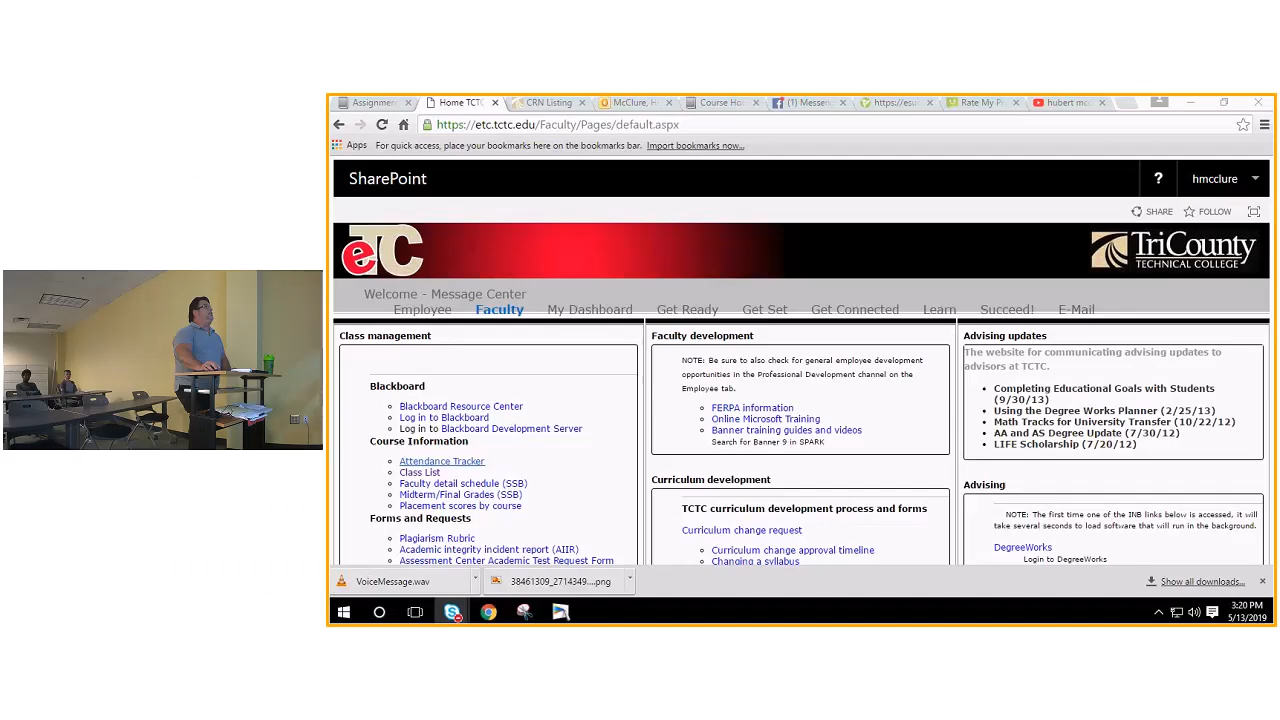 Assignmen
Home TCTC
CRN Listing
McClure, H
Course Ho
(1) Messen
https://esu
Rate My P
hubert mc
https://etc.tctc.edu/Faculty/Pages/default.aspx
Apps
For quick access, place your bookmarks here on the bookmarks bar. Import bookmarks now...
SharePoint
?
hmcclure
SHARE
FOLLOW
eTC
TriCounty
TECHNICAL COLLEGE
Welcome - Message Center
Employee
Faculty
My Dashboard
Get Ready
Get Set
Get Connected
Learn
Succeed!
E-Mail
Class management
Blackboard
Blackboard Resource Center
Log in to Blackboard
Log in to Blackboard Development Server
Course Information
Attendance Tracker
Class List
Faculty detail schedule (SSB)
Midterm/Final Grades (SSB)
Placement scores by course
Forms and Requests
Plagiarism Rubric
Academic integrity incident report (AIIR)
Assessment Center Academic Test Request Form
Faculty development
NOTE: Be sure to also check for general employee development
opportunities in the Professional Development channel on the
Employee tab.
FERPA information
Online Microsoft Training
Banner training guides and videos
Search for Banner 9 in SPARK
Curriculum development
TCTC curriculum development process and forms
Curriculum change request
Curriculum change approval timeline
Changing a syllabus
Advising updates
The website for communicating advising updates to
advisors at TCTC.
Completing Educational Goals with Students
(9/30/13)
Using the Degree Works Planner (2/25/13)
Math Tracks for University Transfer (10/22/12)
AA and AS Degree Update (7/30/12)
LIFE Scholarship (7/20/12)
Advising
NOTE: The first time one of the INB links below is accessed, it will
take several seconds to load software that will run in the background.
DegreeWorks
Login to DegreeWorks
VoiceMessage.wav
38461309_2714349....png
Show all downloads...
3:20 PM
5/13/2019